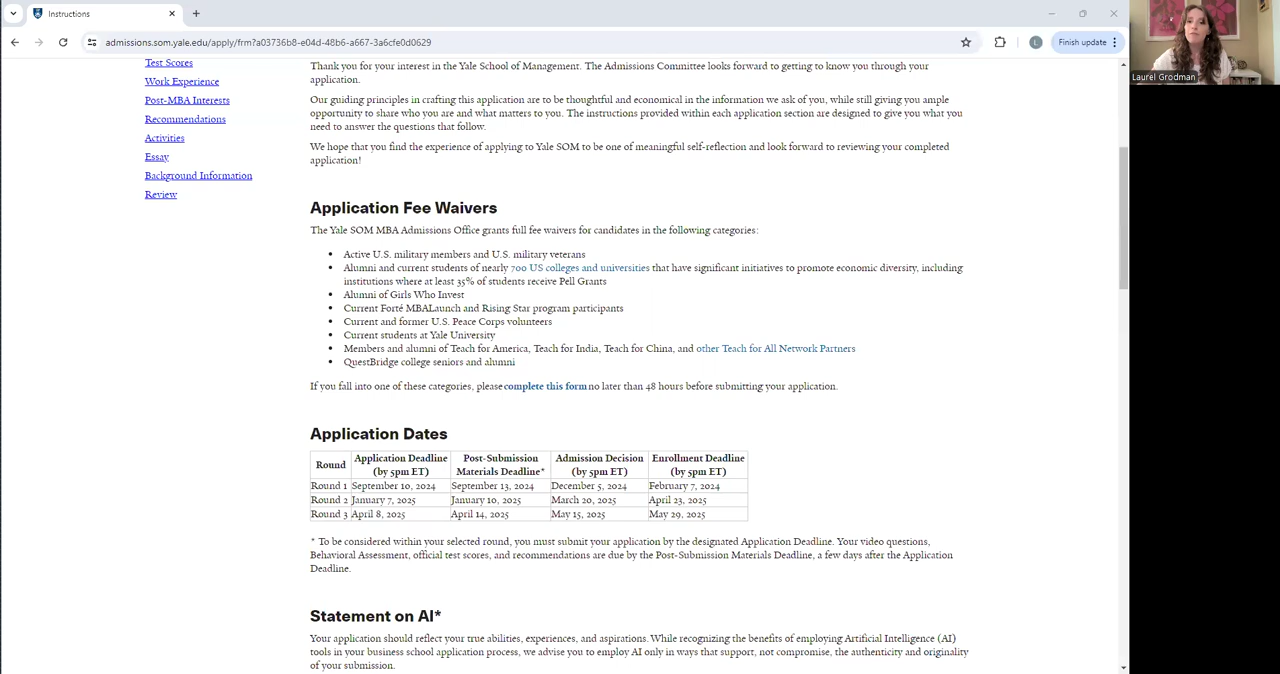 Instructions
admissions.som.yale.edu/apply/frm?a03736b8-e04d-48b6-a667-3a6cfe0d0629
L
Finish update
Laurel Grodman
Test Scores
Work Experience
Post-MBA Interests
Recommendations
Activities
Essay
Background Information
Review
Thank you for your interest in the Yale School of Management. The Admissions Committee looks forward to getting to know you through your
application.
Our guiding principles in crafting this application are to be thoughtful and economical in the information we ask of you, while still giving you ample
opportunity to share who you are and what matters to you. The instructions provided within each application section are designed to give you what you
need to answer the questions that follow.
We hope that you find the experience of applying to Yale SOM to be one of meaningful self-reflection and look forward to reviewing your completed
application!
Application Fee Waivers
The Yale SOM MBA Admissions Office grants full fee waivers for candidates in the following categories:
• Active U.S. military members and U.S. military veterans
• Alumni and current students of nearly 700 US colleges and universities that have significant initiatives to promote economic diversity, including
institutions where at least 35% of students receive Pell Grants
• Alumni of Girls Who Invest
• Current Forté MBALaunch and Rising Star program participants
• Current and former U.S. Peace Corps volunteers
• Current students at Yale University
• Members and alumni of Teach for America, Teach for India, Teach for China, and other Teach for All Network Partners
• QuestBridge college seniors and alumni
If you fall into one of these categories, please complete this form no later than 48 hours before submitting your application.
Application Dates
Round Application Deadline (by 5pm ET) Post-Submission Materials Deadline* Admission Decision (by 5pm ET) Enrollment Deadline (by 5pm ET)
Round 1 September 10, 2024 September 13, 2024 December 5, 2024 February 7, 2024
Round 2 January 7, 2025 January 10, 2025 March 20, 2025 April 23, 2025
Round 3 April 8, 2025 April 14, 2025 May 15, 2025 May 29, 2025
* To be considered within your selected round, you must submit your application by the designated Application Deadline. Your video questions,
Behavioral Assessment, official test scores, and recommendations are due by the Post-Submission Materials Deadline, a few days after the Application
Deadline.
Statement on AI*
Your application should reflect your true abilities, experiences, and aspirations. While recognizing the benefits of employing Artificial Intelligence (AI)
tools in your business school application process, we advise you to employ AI only in ways that support, not compromise, the authenticity and originality
of your submission.